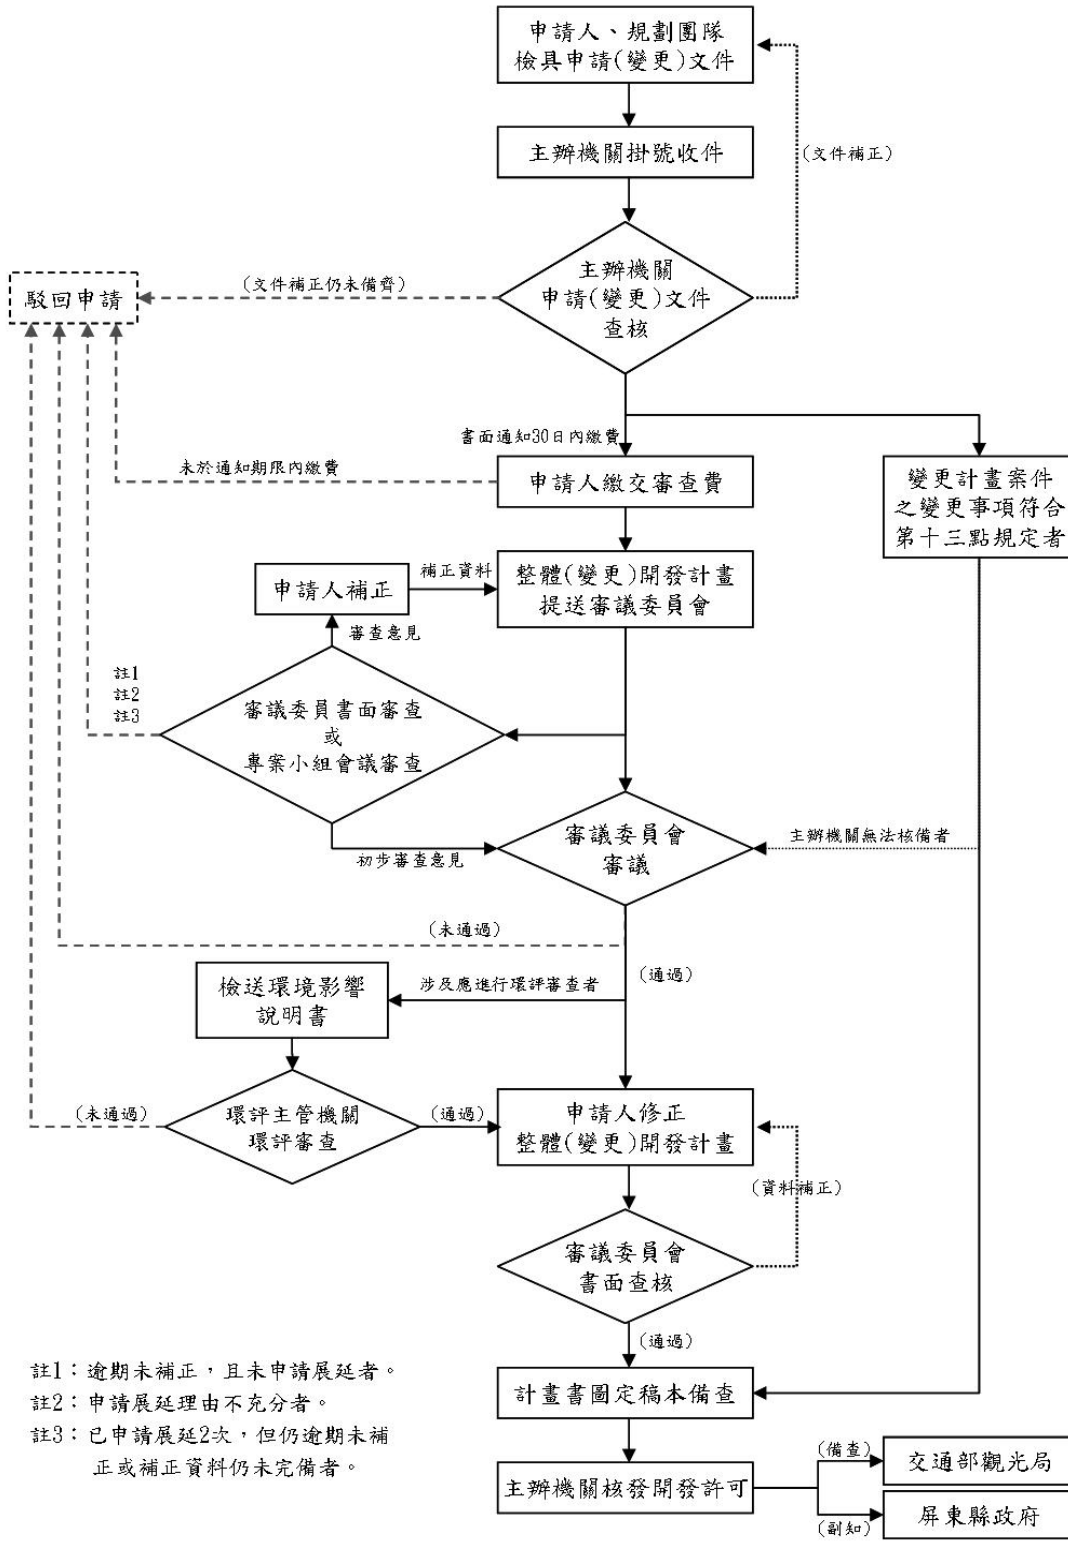 申請人、規劃團隊
檢具申請(變更)文件
主辦機關掛號收件
(文件補正)
主辦機關
申請(變更)文件
查核
(文件補正仍未備齊)
駁回申請
書面通知30日內繳費
未於通知期限內繳費
申請人繳交審查費
變更計畫案件
之變更事項符合
第十三點規定者
申請人補正
補正資料
整體(變更)開發計畫
提送審議委員會
審查意見
註1
註2
註3
審議委員書面審查
或
專案小組會議審查
初步審查意見
審議委員會
審議
主辦機關無法核備者
(未通過)
(通過)
檢送環境影響
說明書
涉及應進行環評審查者
(未通過)
環評主管機關
環評審查
(通過)
申請人修正
整體(變更)開發計畫
(資料補正)
審議委員會
書面查核
(通過)
計畫書圖定稿本備查
註1：逾期未補正，且未申請展延者。
註2：申請展延理由不充分者。
註3：已申請展延2次，但仍逾期未補
正或補正資料仍未完備者。
主辦機關核發開發許可
(備查)
交通部觀光局
(副知)
屏東縣政府